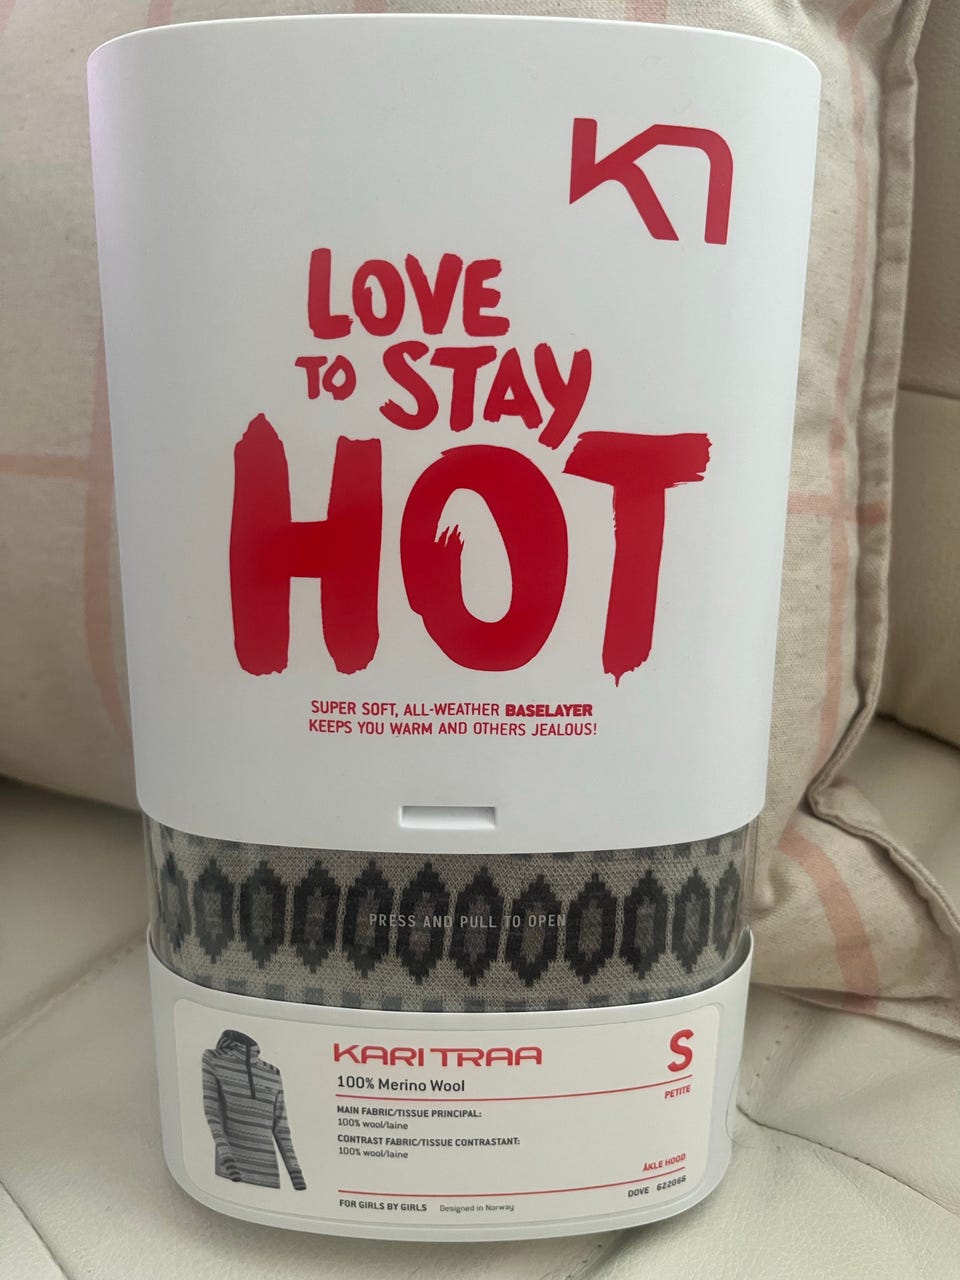 LOVE
TO STAY
HOT
SUPER SOFT, ALL-WEATHER BASELAYER
KEEPS YOU WARM AND OTHERS JEALOUS!
PRESS AND PULL TO OPEN
KARI TRAA
S
100% Merino Wool
PETITE
MAIN FABRIC/TISSUE PRINCIPAL:
100% wool/laine
CONTRAST FABRIC/TISSUE CONTRASTANT:
100% wool/laine
ÅKLE HOOD
DOVE 622066
FOR GIRLS BY GIRLS Designed in Norway